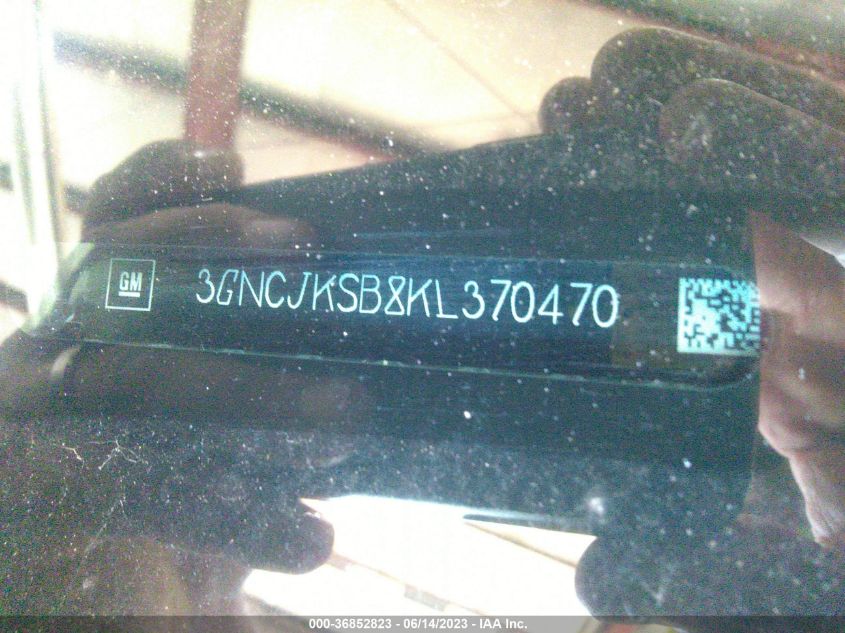 GM
3GNCJKSB8KL370470
000-36852823 - 06/14/2023 - IAA Inc.